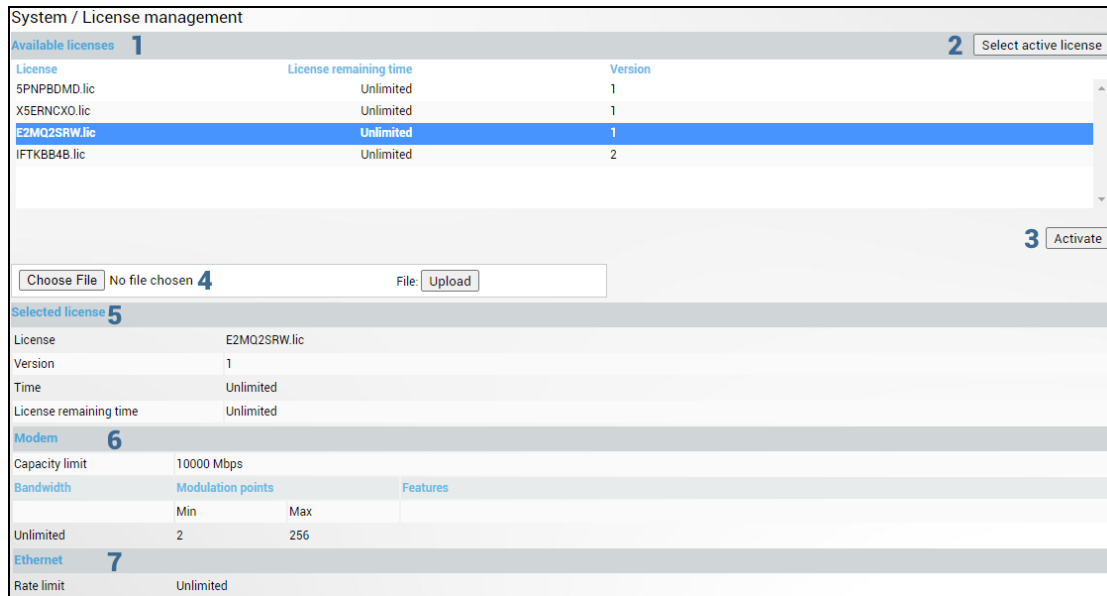 System / License management
Available licenses 1 2 Select active license
License License remaining time Version
5PNPBDMD.lic Unlimited 1
X5ERNCXO.lic Unlimited 1
E2MQ2SRW.lic Unlimited 1
IFTKBB4B.lic Unlimited 2
3 Activate
Choose File No file chosen 4 File: Upload
Selected license 5
License E2MQ2SRW.lic
Version 1
Time Unlimited
License remaining time Unlimited
Modem 6
Capacity limit 10000 Mbps
Bandwidth Modulation points Features
Min Max
Unlimited 2 256
Ethernet 7
Rate limit Unlimited